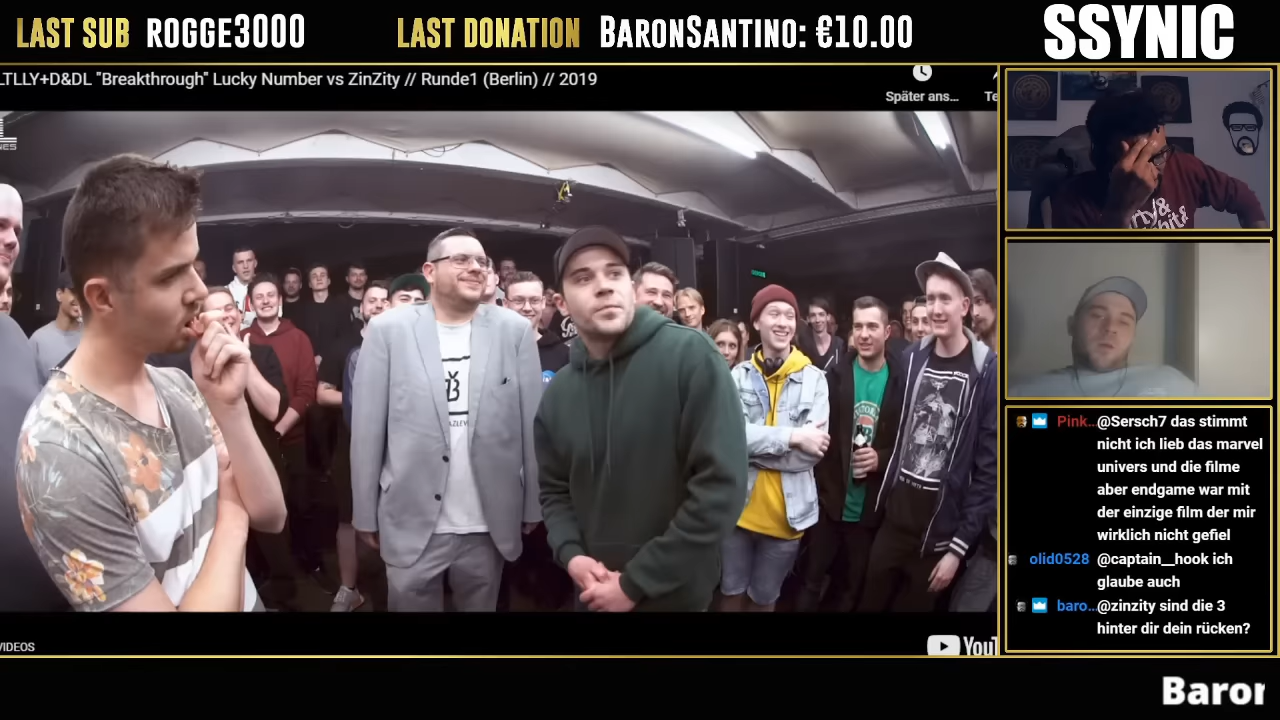 LAST SUB ROGGE3000 LAST DONATION BARONSANTINO: €10.00 SSYNIC
LTLLY+D&DL "Breakthrough" Lucky Number vs ZinZity // Runde1 (Berlin) // 2019
Später ans... Te
Pink.. @Sersch7 das stimmt
nicht ich lieb das marvel
univers und die filme
aber endgame war mit
der einzige film der mir
wirklich nicht gefiel
olid0528 @captain__hook ich
glaube auch
baro.. @zinzity sind die 3
hinter dir dein rücken?
VIDEOS
YouT
Baron